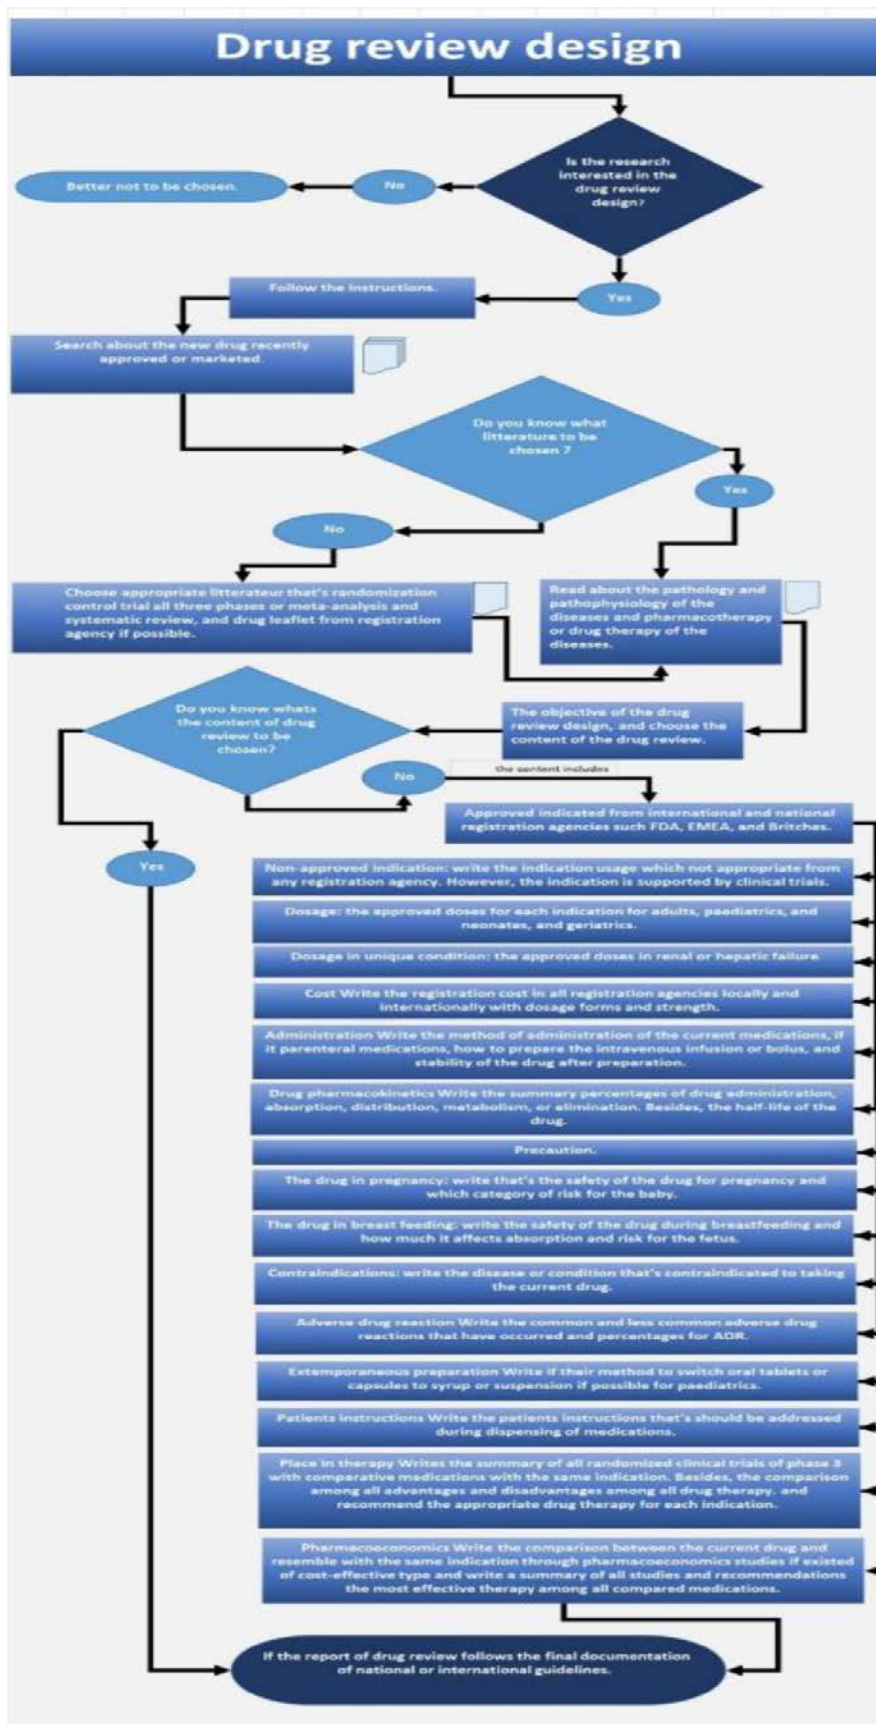 Drug review design
Is the research
interested in the
drug review
design?
No
Better not to be chosen.
Yes
Follow the instructions.
Search about the new drug recently
approved or marketed.
Do you know what
litterature to be
chosen ?
Yes
No
Choose appropriate litterateur that's randomization
control trial all three phases or meta-analysis and
systematic review, and drug leaflet from registration
agency if possible.
Read about the pathology and
pathophysiology of the
diseases and pharmacotherapy
or drug therapy of the
diseases.
Do you know whats
the content of drug
review to be
chosen?
The objective of the drug
review design, and choose the
content of the drug review.
No
the content includes
Approved indicated from international and national
registration agencies such FDA, EMEA, and Britches.
Yes
Non-approved indication: write the indication usage which not appropriate from
any registration agency. However, the indication is supported by clinical trials.
Dosage: the approved doses for each indication for adults, paediatrics, and
neonates, and geriatrics.
Dosage in unique condition: the approved doses in renal or hepatic failure
Cost Write the registration cost in all registration agencies locally and
internationally with dosage forms and strength.
Administration Write the method of administration of the current medications, if
it parenteral medications, how to prepare the intravenous infusion or bolus, and
stability of the drug after preparation.
Drug pharmacokinetics Write the summary percentages of drug administration,
absorption, distribution, metabolism, or elimination. Besides, the half-life of the
drug.
Precaution.
The drug in pregnancy: write that's the safety of the drug for pregnancy and
which category of risk for the baby.
The drug in breast feeding: write the safety of the drug during breastfeeding and
how much it affects absorption and risk for the fetus.
Contraindications: write the disease or condition that's contraindicated to taking
the current drug.
Adverse drug reaction Write the common and less common adverse drug
reactions that have occurred and percentages for ADR.
Extemporaneous preparation Write if their method to switch oral tablets or
capsules to syrup or suspension if possible for paediatrics.
Patients instructions Write the patients instructions that's should be addressed
during dispensing of medications.
Place in therapy Writes the summary of all randomized clinical trials of phase 3
with comparative medications with the same indication. Besides, the comparison
among all advantages and disadvantages among all drug therapy. and
recommend the appropriate drug therapy for each indication.
Pharmacoeconomics Write the comparison between the current drug and
resemble with the same indication through pharmacoeconomics studies if existed
of cost-effective type and write a summary of all studies and recommendations
the most effective therapy among all compared medications.
If the report of drug review follows the final documentation
of national or international guidelines.